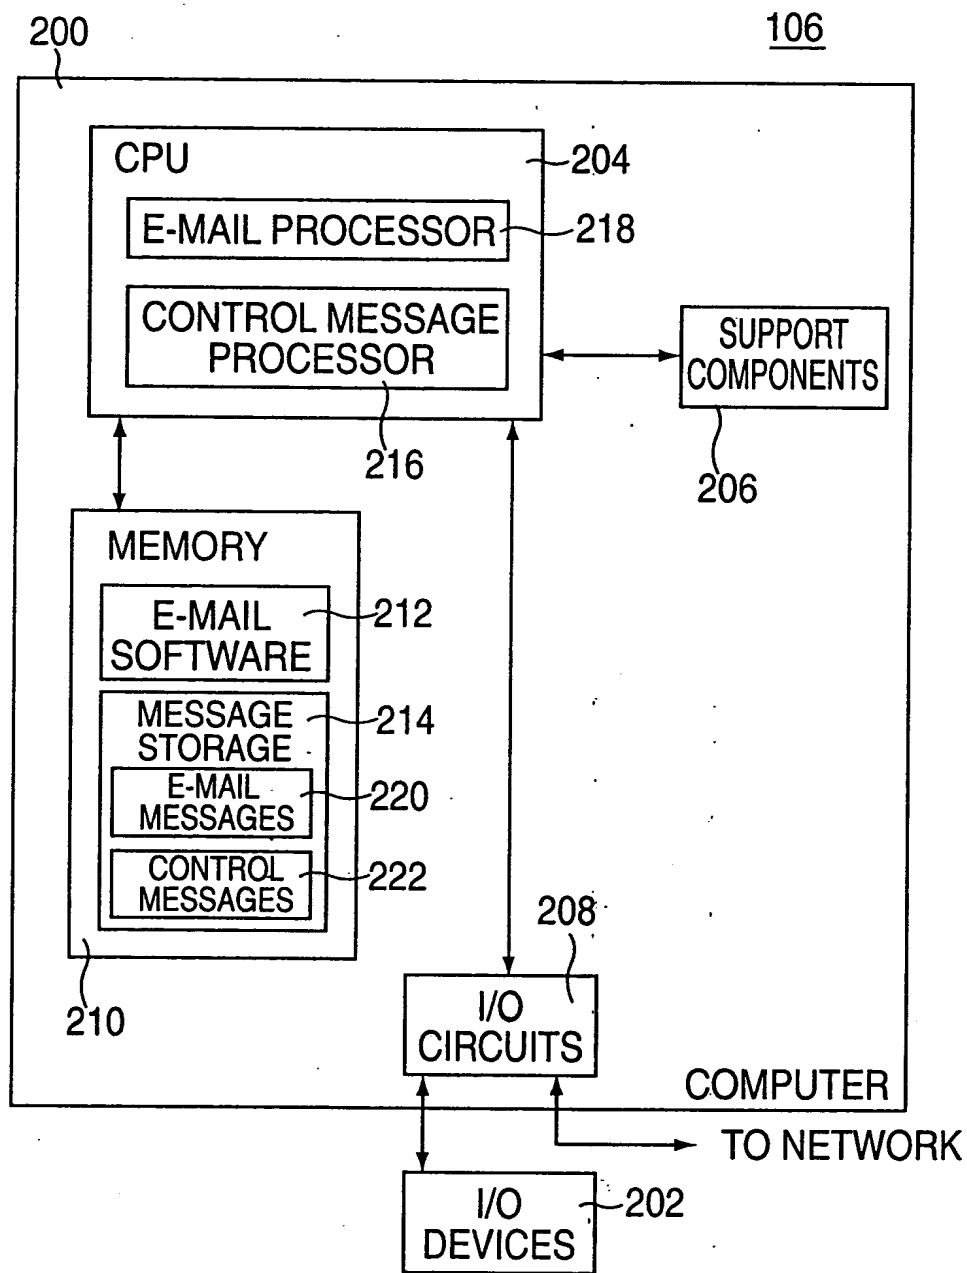 200
106
CPU
204
E-MAIL PROCESSOR
218
CONTROL MESSAGE
PROCESSOR
216
SUPPORT
COMPONENTS
206
MEMORY
E-MAIL
SOFTWARE
212
MESSAGE
STORAGE
214
E-MAIL
MESSAGES
220
CONTROL
MESSAGES
222
210
208
I/O
CIRCUITS
COMPUTER
TO NETWORK
I/O
DEVICES
202